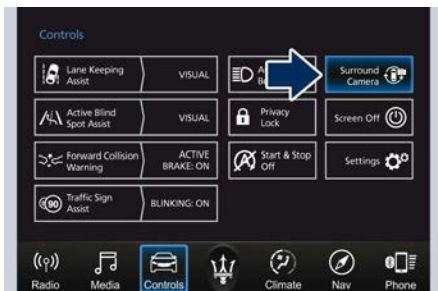 Controls
Lane Keeping
Assist
VISUAL
Surround
Camera
Active Blind
Spot Assist
VISUAL
Privacy
Lock
Screen Off
Forward Collision
Warning
ACTIVE
BRAKE: ON
Start & Stop
Off
Settings
90
Traffic Sign
Assist
BLINKING: ON
Radio
Media
Controls
Climate
Nav
Phone